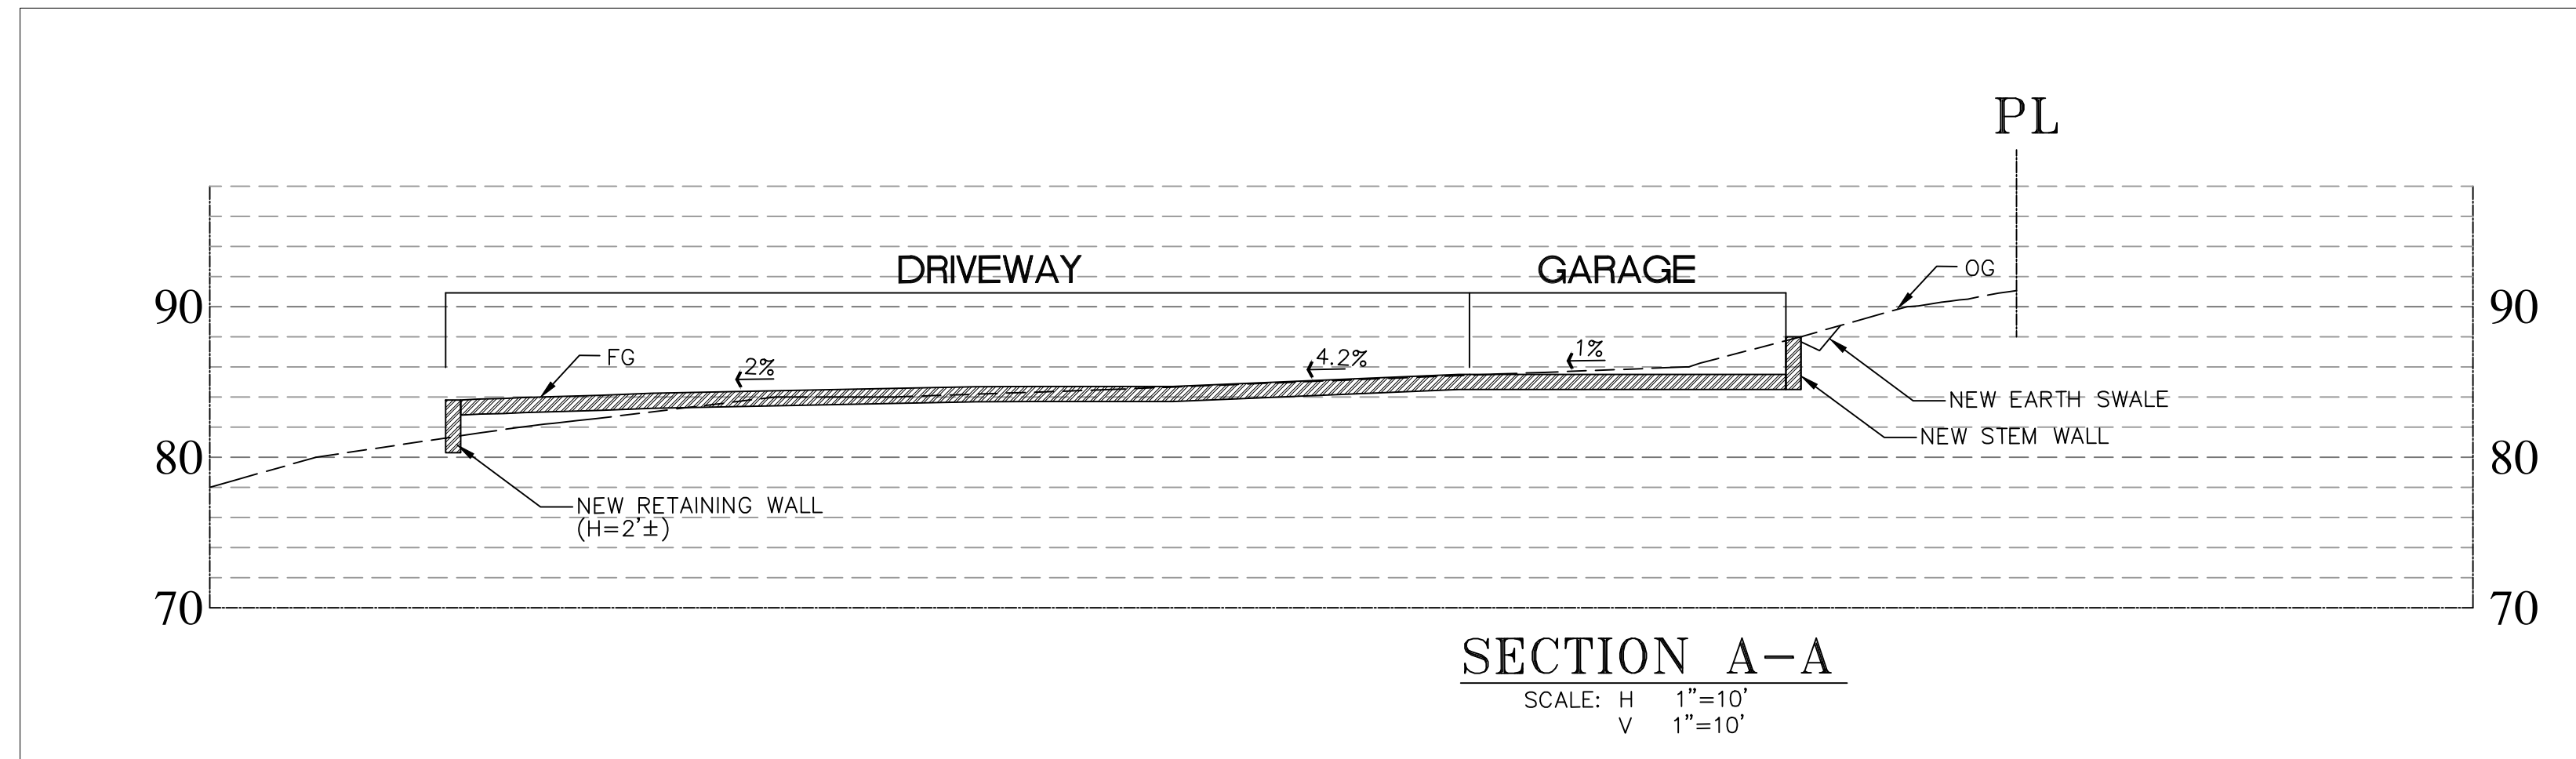 PL
DRIVEWAY
GARAGE
OG
90
90
FG
2%
4.2%
1%
NEW EARTH SWALE
NEW STEM WALL
80
80
NEW RETAINING WALL
(H=2'±)
70
70
SECTION A-A
SCALE: H 1"=10'
V 1"=10'